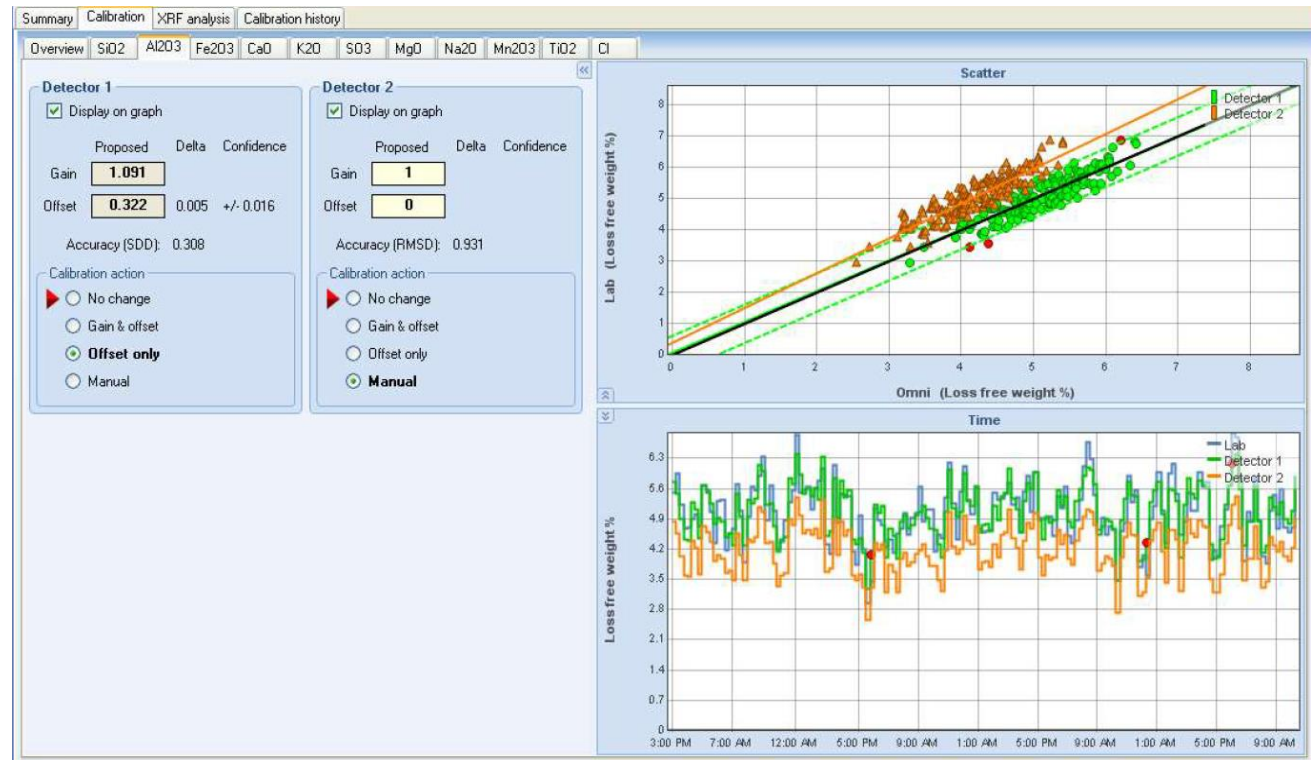 Summary Calibration XRF analysis Calibration history
Overview SiO2 Al2O3 Fe2O3 CaO K2O SO3 MgO Na2O Mn2O3 TiO2 Cl
Detector 1
Display on graph
Proposed Delta Confidence
Gain 1.091
Offset 0.322 0.005 +/- 0.016
Accuracy (SDD): 0.308
Calibration action
No change
Gain & offset
Offset only
Manual
Detector 2
Display on graph
Proposed Delta Confidence
Gain 1
Offset 0
Accuracy (RMSD): 0.931
Calibration action
No change
Gain & offset
Offset only
Manual
Scatter
Detector 1
Detector 2
Lab (Loss free weight %)
8
7
6
5
4
3
2
1
0
0 1 2 3 4 5 6 7 8
Omni (Loss free weight %)
Time
Lab
Detector 1
Detector 2
Loss free weight %
6.3
5.6
4.9
4.2
3.5
2.8
2.1
1.4
0.7
0
3:00 PM 7:00 AM 12:00 AM 5:00 PM 9:00 AM 1:00 AM 5:00 PM 9:00 AM 1:00 AM 5:00 PM 9:00 AM